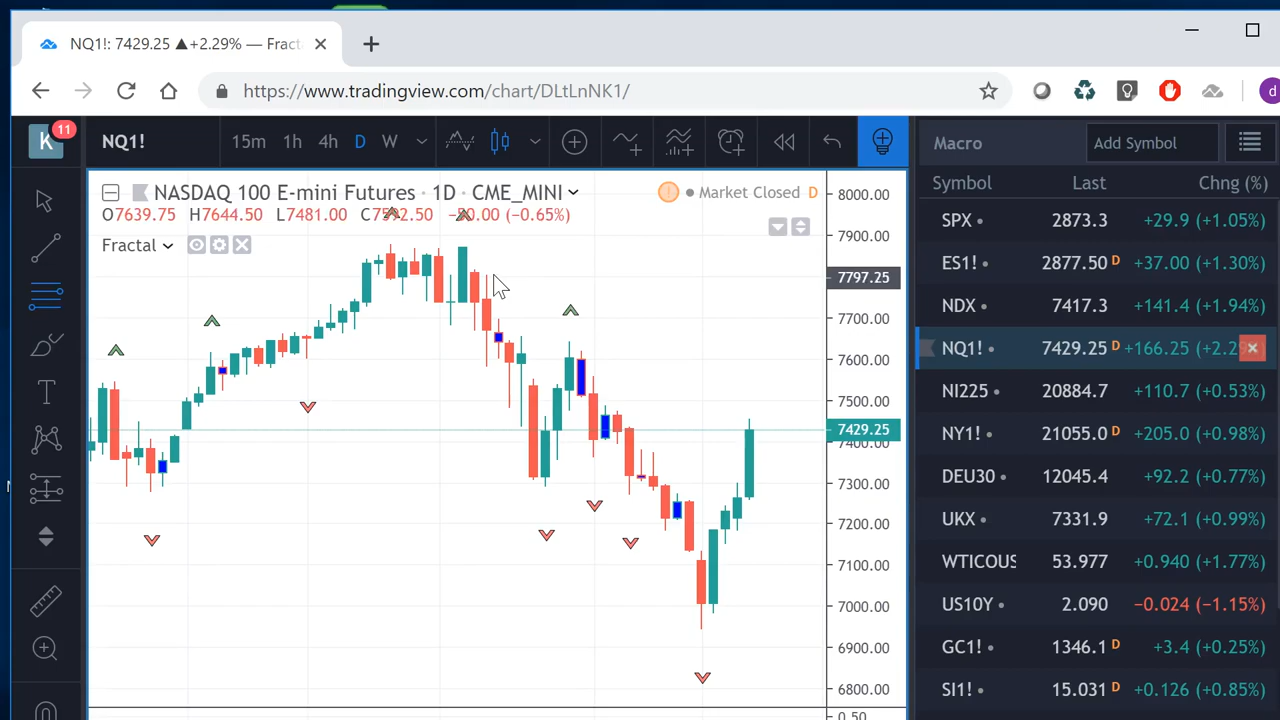 NQ1!: 7429.25 ▲+2.29% — Fract
https://www.tradingview.com/chart/DLtLnNK1/
d
K
11
NQ1!
15m 1h 4h D W
NASDAQ 100 E-mini Futures · 1D · CME_MINI
Market Closed D
O7639.75 H7644.50 L7481.00 (−0.65%)
Fractal
8000.00
7900.00
7797.25
7700.00
7600.00
7500.00
7429.25
7400.00
7300.00
7200.00
7100.00
7000.00
6900.00
6800.00
0.50
Macro
Add Symbol
Symbol Last Chng (%)
SPX 2873.3 +29.9 (+1.05%)
ES1! 2877.50 D +37.00 (+1.30%)
NDX 7417.3 +141.4 (+1.94%)
NQ1! 7429.25 D +166.25 (+2.2
NI225 20884.7 +110.7 (+0.53%)
NY1! 21055.0 D +205.0 (+0.98%)
DEU30 12045.4 +92.2 (+0.77%)
UKX 7331.9 +72.1 (+0.99%)
WTICOUS 53.977 +0.940 (+1.77%)
US10Y 2.090 −0.024 (−1.15%)
GC1! 1346.1 D +3.4 (+0.25%)
SI1! 15.031 D +0.126 (+0.85%)